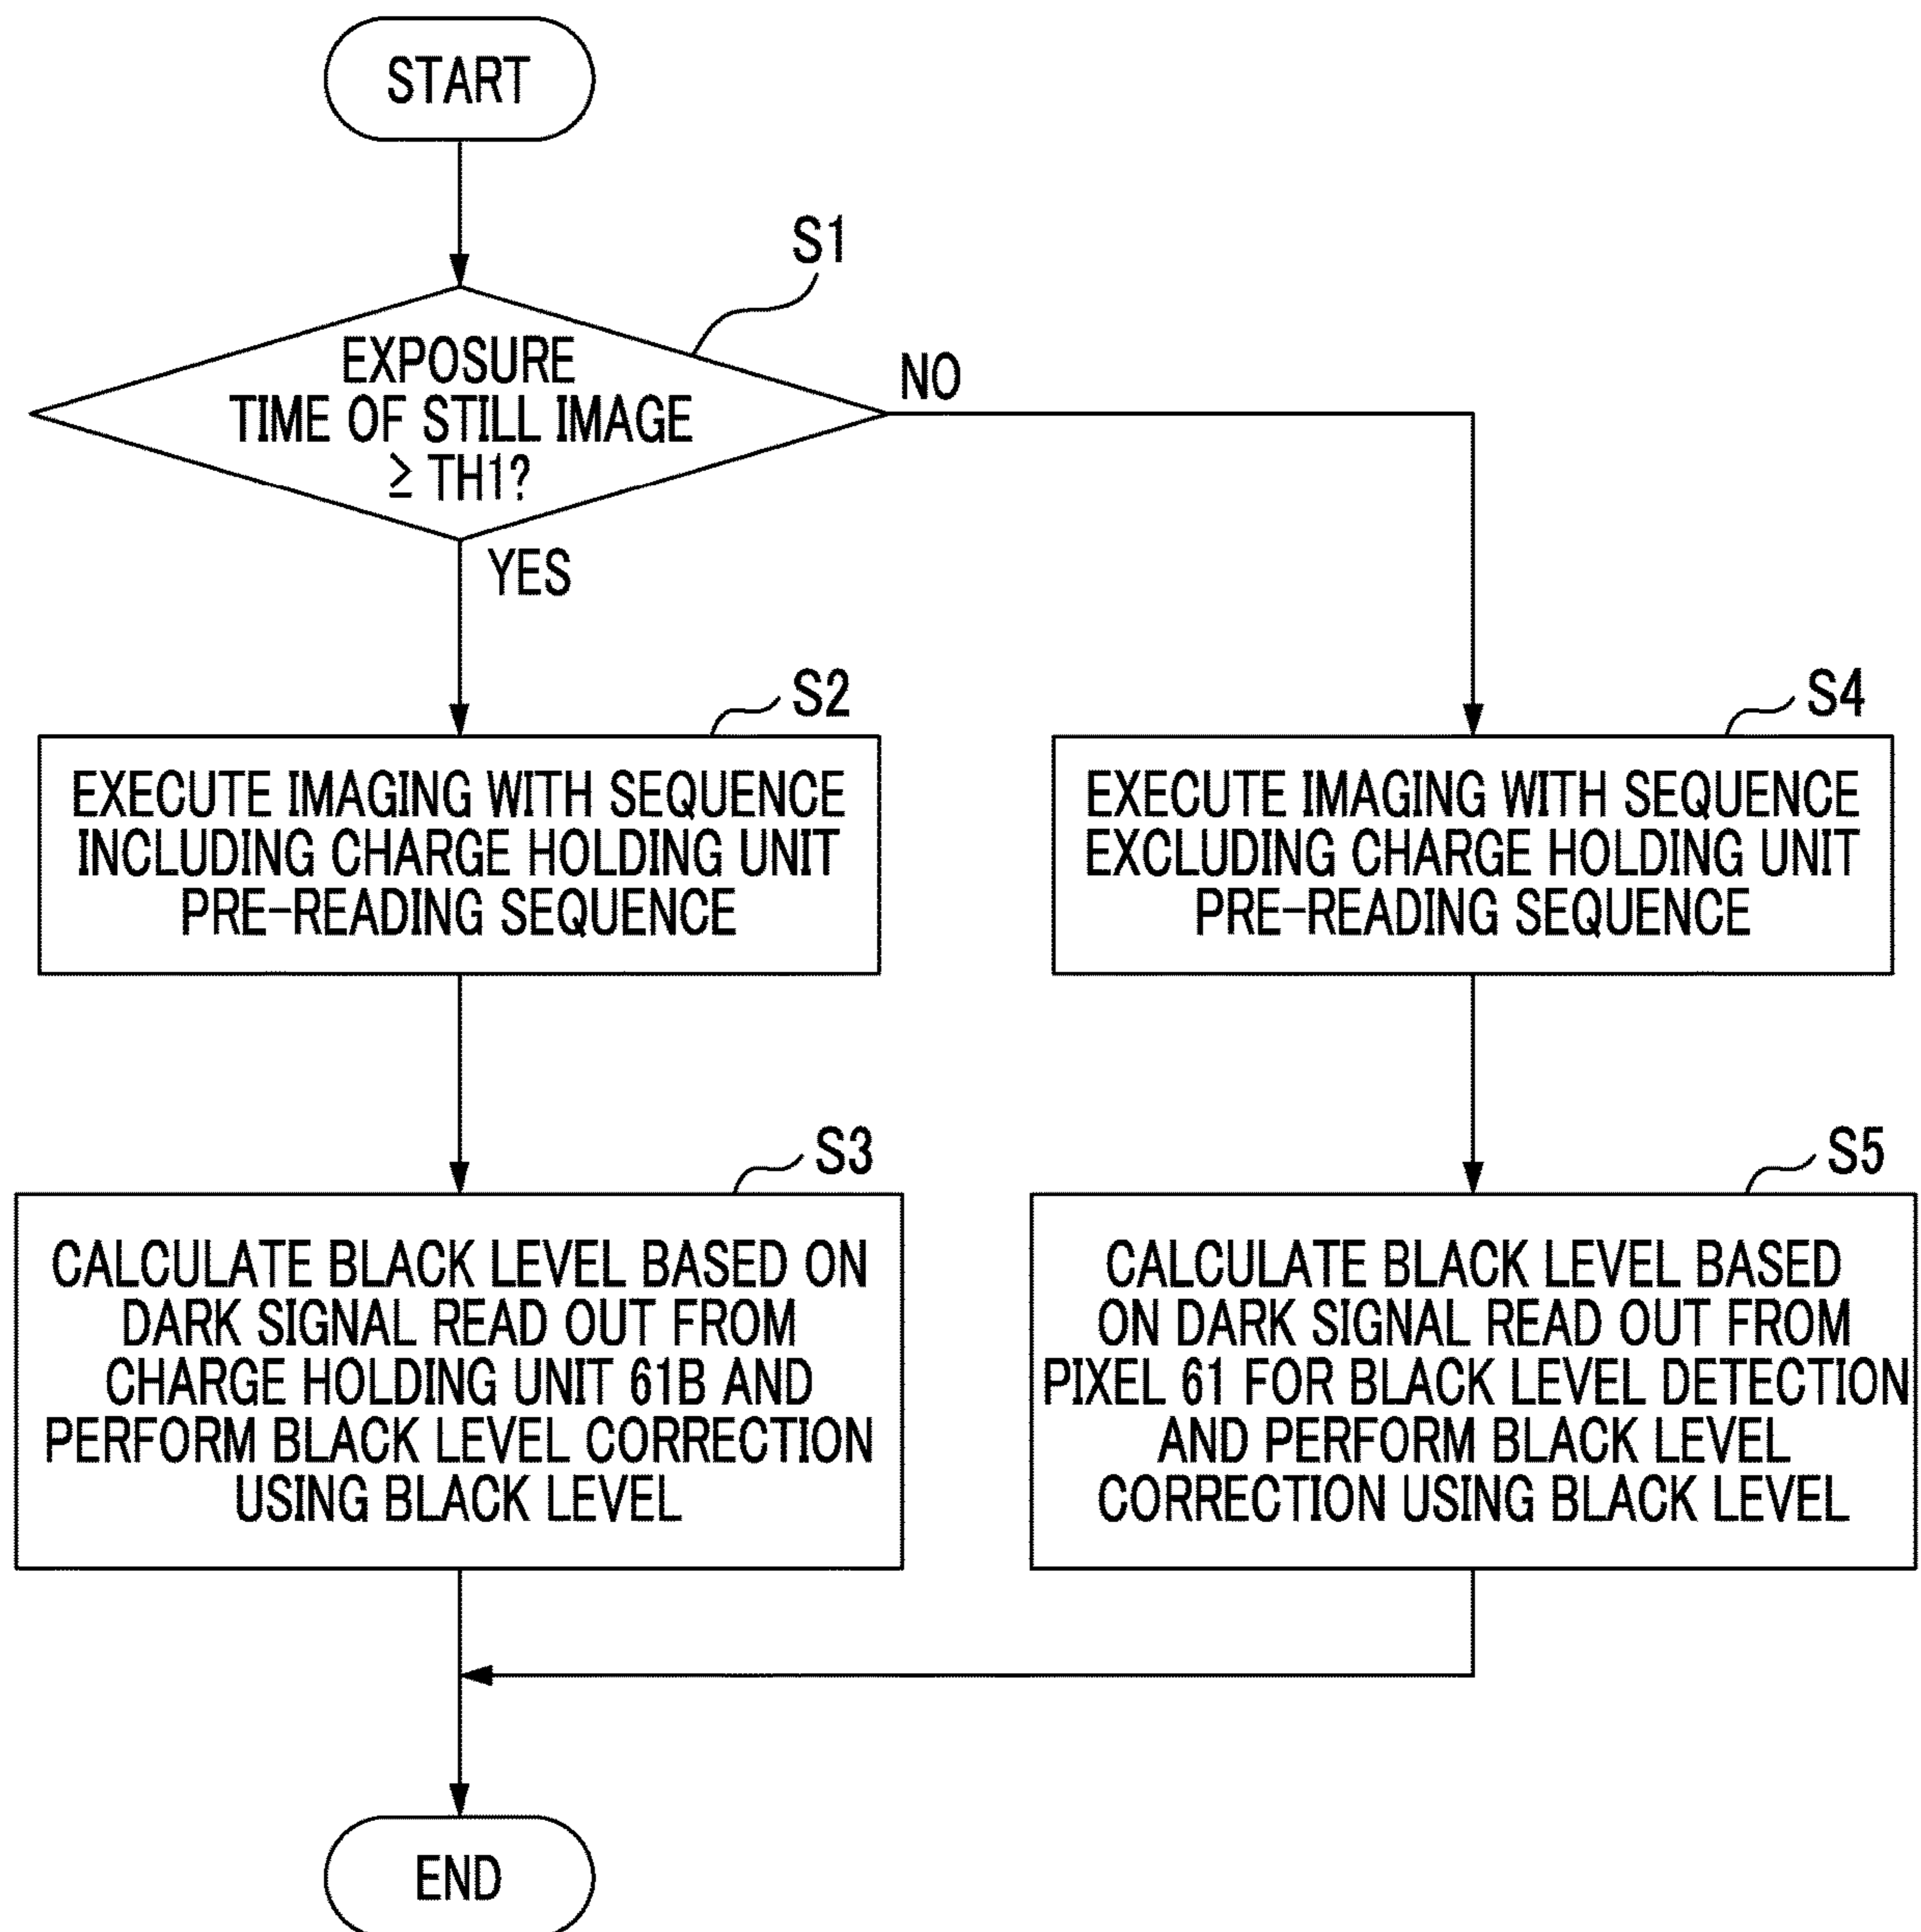 START
S1
EXPOSURE
TIME OF STILL IMAGE
≥ TH1?
NO
YES
S2
EXECUTE IMAGING WITH SEQUENCE
INCLUDING CHARGE HOLDING UNIT
PRE-READING SEQUENCE
S4
EXECUTE IMAGING WITH SEQUENCE
EXCLUDING CHARGE HOLDING UNIT
PRE-READING SEQUENCE
S3
CALCULATE BLACK LEVEL BASED ON
DARK SIGNAL READ OUT FROM
CHARGE HOLDING UNIT 61B AND
PERFORM BLACK LEVEL CORRECTION
USING BLACK LEVEL
S5
CALCULATE BLACK LEVEL BASED
ON DARK SIGNAL READ OUT FROM
PIXEL 61 FOR BLACK LEVEL DETECTION
AND PERFORM BLACK LEVEL
CORRECTION USING BLACK LEVEL
END